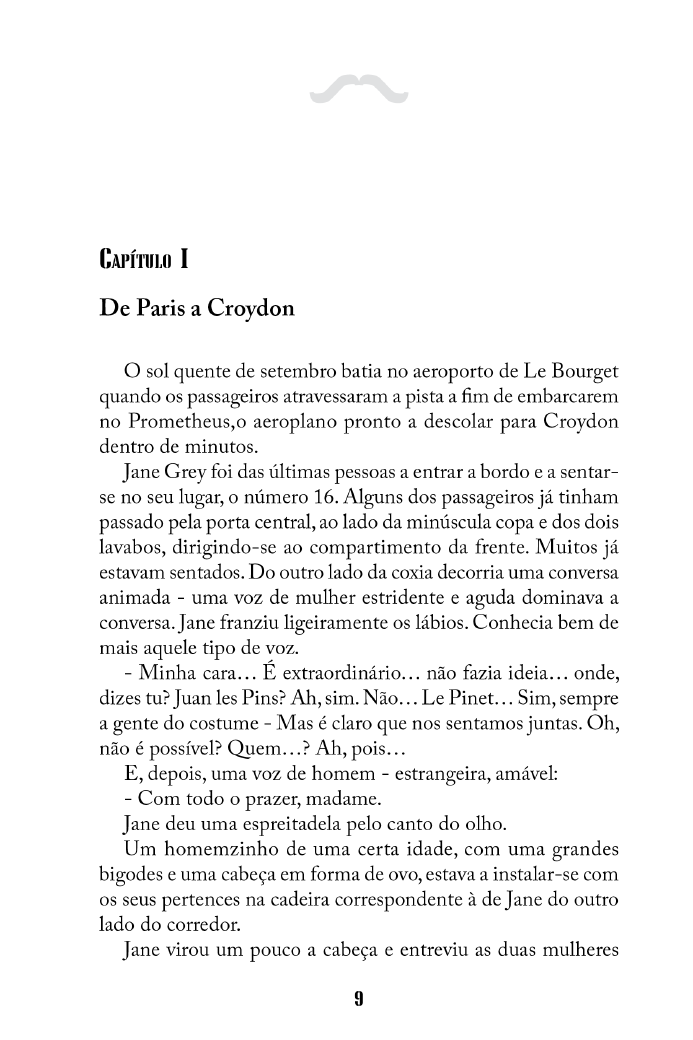 Capítulo I
De Paris a Croydon
O sol quente de setembro batia no aeroporto de Le Bourget
quando os passageiros atravessaram a pista a fim de embarcarem
no Prometheus,o aeroplano pronto a descolar para Croydon
dentro de minutos.
Jane Grey foi das últimas pessoas a entrar a bordo e a sentar-
se no seu lugar, o número 16. Alguns dos passageiros já tinham
passado pela porta central, ao lado da minúscula copa e dos dois
lavabos, dirigindo-se ao compartimento da frente. Muitos já
estavam sentados. Do outro lado da coxia decorria uma conversa
animada - uma voz de mulher estridente e aguda dominava a
conversa. Jane franziu ligeiramente os lábios. Conhecia bem de
mais aquele tipo de voz.
- Minha cara… É extraordinário… não fazia ideia… onde,
dizes tu? Juan les Pins? Ah, sim. Não… Le Pinet… Sim, sempre
a gente do costume - Mas é claro que nos sentamos juntas. Oh,
não é possível? Quem…? Ah, pois…
E, depois, uma voz de homem - estrangeira, amável:
- Com todo o prazer, madame.
Jane deu uma espreitadela pelo canto do olho.
Um homemzinho de uma certa idade, com uma grandes
bigodes e uma cabeça em forma de ovo, estava a instalar-se com
os seus pertences na cadeira correspondente à de Jane do outro
lado do corredor.
Jane virou um pouco a cabeça e entreviu as duas mulheres
9